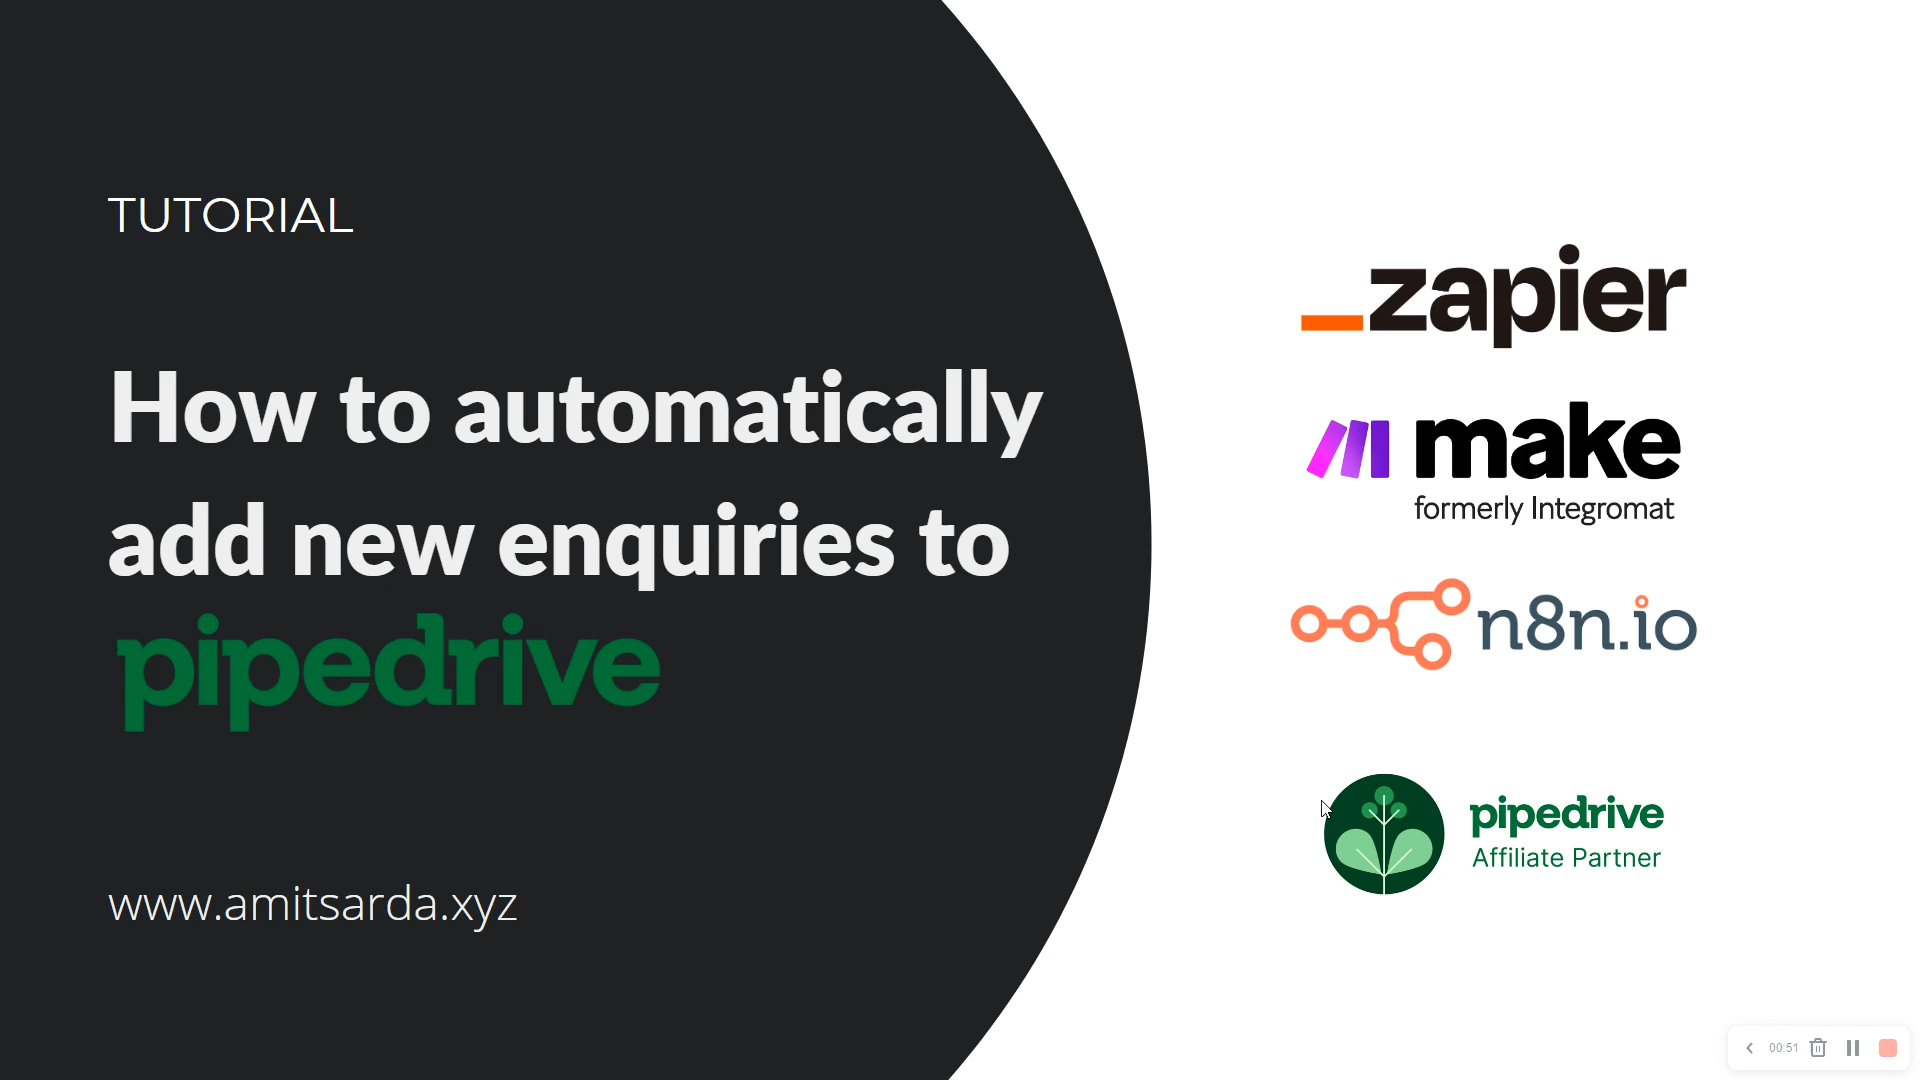 TUTORIAL
How to automatically
add new enquiries to
pipedrive
www.amitsarda.xyz
zapier
make
formerly Integromat
n8n.io
pipedrive
Affiliate Partner
00:51